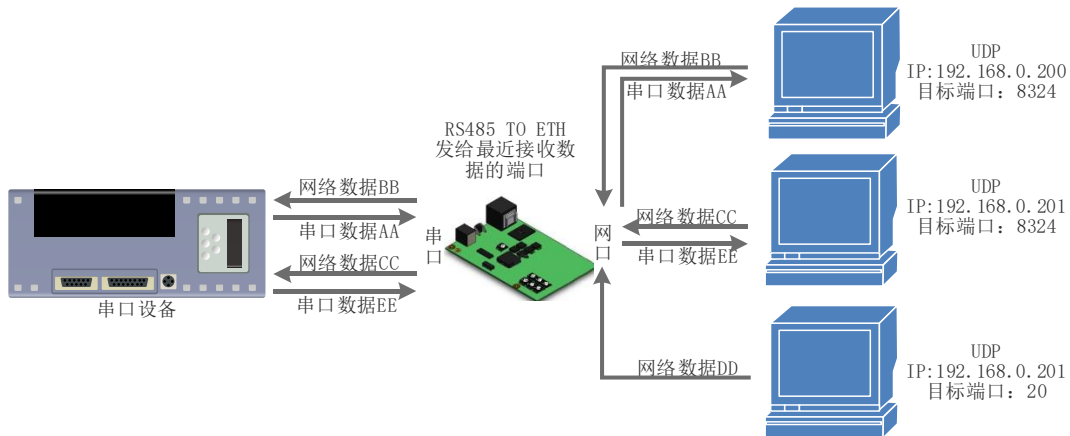 网络数据BB
串口数据AA
UDP
IP:192.168.0.200
目标端口：8324
RS485 TO ETH
发给最近接收数
据的端口
网络数据BB
串口数据AA
网络数据CC
串口数据EE
串口设备
串口
网口
网络数据CC
串口数据EE
UDP
IP:192.168.0.201
目标端口：8324
网络数据DD
UDP
IP:192.168.0.201
目标端口：20